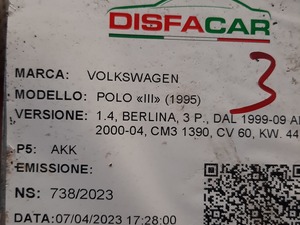 DISFACAR
MARCA: VOLKSWAGEN
MODELLO: POLO «III» (1995)
3
VERSIONE: 1.4, BERLINA, 3 P., DAL 1999-09 AL
2000-04, CM3 1390, CV 60, KW. 44
P5: AKK
EMISSIONE:
NS: 738/2023
DATA: 07/04/2023 17:28:00